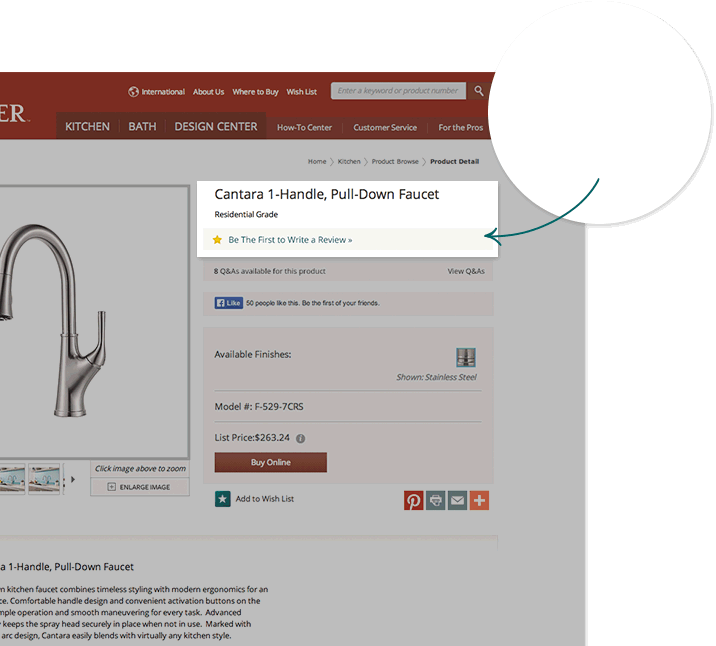 International About Us Where to Buy Wish List Enter a keyword or product number
ER
KITCHEN BATH DESIGN CENTER How-To Center Customer Service For the Pros
Home > Kitchen > Product Browse > Product Detail
Cantara 1-Handle, Pull-Down Faucet
Residential Grade
Be The First to Write a Review »
8 Q&As available for this product View Q&As
Like 50 people like this. Be the first of your friends.
Available Finishes:
Shown: Stainless Steel
Model #: F-529-7CRS
List Price:$263.24
Buy Online
Click image above to zoom
ENLARGE IMAGE
Add to Wish List
a 1-Handle, Pull-Down Faucet
n kitchen faucet combines timeless styling with modern ergonomics for an
ce. Comfortable handle design and convenient activation buttons on the
mple operation and smooth maneuvering for every task. Advanced
y keeps the spray head securely in place when not in use. Marked with
arc design, Cantara easily blends with virtually any kitchen style.